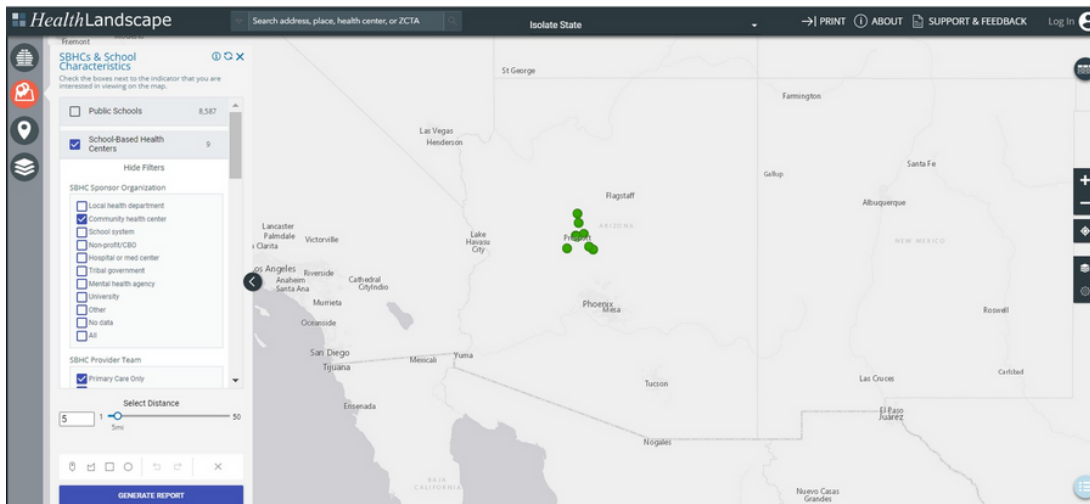 HealthLandscape
Search address, place, health center, or ZCTA
Isolate State
PRINT
ABOUT
SUPPORT & FEEDBACK
Log In
Fremont
SBHCs & School
Characteristics
Check the boxes next to the indicator that you are
interested in viewing on the map.
Public Schools 8,587
School-Based Health
Centers 9
Hide Filters
SBHC Sponsor Organization
Local health department
Community health center
School system
Non-profit/CBO
Hospital or med center
Tribal government
Mental health agency
University
Other
No data
All
SBHC Provider Team
Primary Care Only
Select Distance
5 1 50
5mi
GENERATE REPORT
St George
Farmington
Las Vegas
Henderson
Santa Fe
Gallup
Flagstaff
Albuquerque
ARIZONA
Lancaster
Palmdale
Victorville
a Clarita
Lake
Havasu
City
NEW MEXICO
os Angeles
Riverside
Anaheim
Santa Ana
Cathedral
CityIndio
Murrieta
Phoenix
Mesa
Roswell
Oceanside
San Diego
Tijuana
Mexicali
Yuma
Carlsbad
Las Cruces
Tucson
Ensenada
El Paso
Juárez
Nogales
BAJA
CALIFORNIA
Nuevo Casas
Grandes